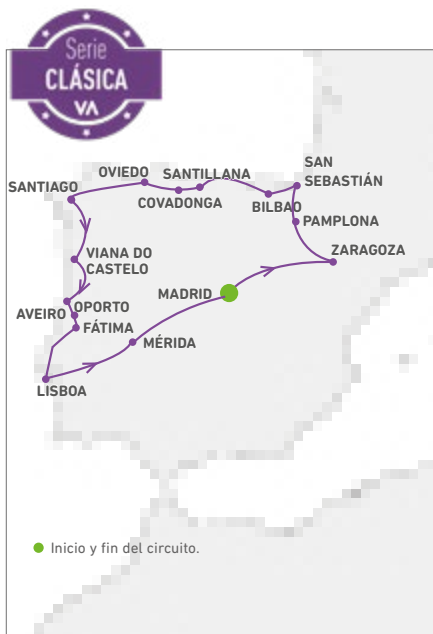 Serie
CLÁSICA
VA
SAN
SEBASTIÁN
OVIEDO
SANTILLANA
SANTIAGO
COVADONGA
BILBAO
PAMPLONA
ZARAGOZA
VIANA DO
CASTELO
MADRID
OPORTO
AVEIRO
FÁTIMA
MÉRIDA
LISBOA
Inicio y fin del circuito.